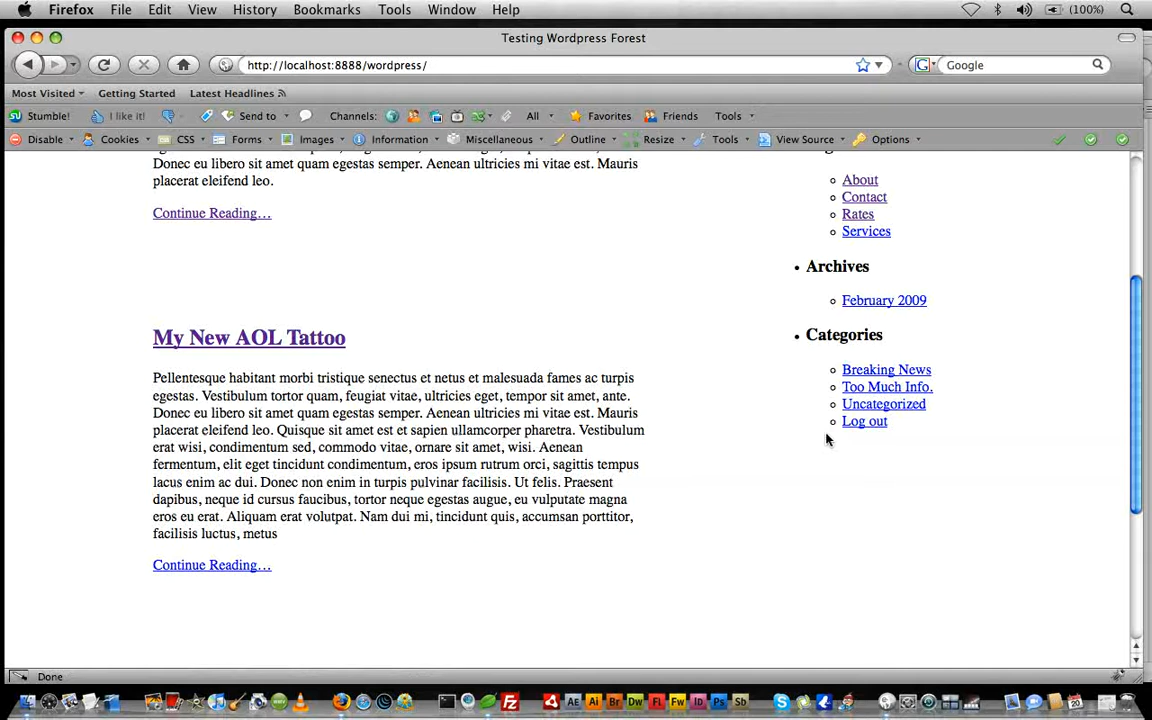 Firefox File Edit View History Bookmarks Tools Window Help (100%)
Testing Wordpress Forest
http://localhost:8888/wordpress/ G Google
Most Visited Getting Started Latest Headlines
Stumble! I like it! Send to Channels: All Favorites Friends Tools
Disable Cookies CSS Forms Images Information Miscellaneous Outline Resize Tools View Source Options
Donec eu libero sit amet quam egestas semper. Aenean ultricies mi vitae est. Mauris
placerat eleifend leo.
Continue Reading…
My New AOL Tattoo
Pellentesque habitant morbi tristique senectus et netus et malesuada fames ac turpis
egestas. Vestibulum tortor quam, feugiat vitae, ultricies eget, tempor sit amet, ante.
Donec eu libero sit amet quam egestas semper. Aenean ultricies mi vitae est. Mauris
placerat eleifend leo. Quisque sit amet est et sapien ullamcorper pharetra. Vestibulum
erat wisi, condimentum sed, commodo vitae, ornare sit amet, wisi. Aenean
fermentum, elit eget tincidunt condimentum, eros ipsum rutrum orci, sagittis tempus
lacus enim ac dui. Donec non enim in turpis pulvinar facilisis. Ut felis. Praesent
dapibus, neque id cursus faucibus, tortor neque egestas augue, eu vulputate magna
eros eu erat. Aliquam erat volutpat. Nam dui mi, tincidunt quis, accumsan porttitor,
facilisis luctus, metus
Continue Reading…
About
Contact
Rates
Services
Archives
February 2009
Categories
Breaking News
Too Much Info.
Uncategorized
Log out
Done
Ae Ai Br Dw Fl Fw Id Ps Sb